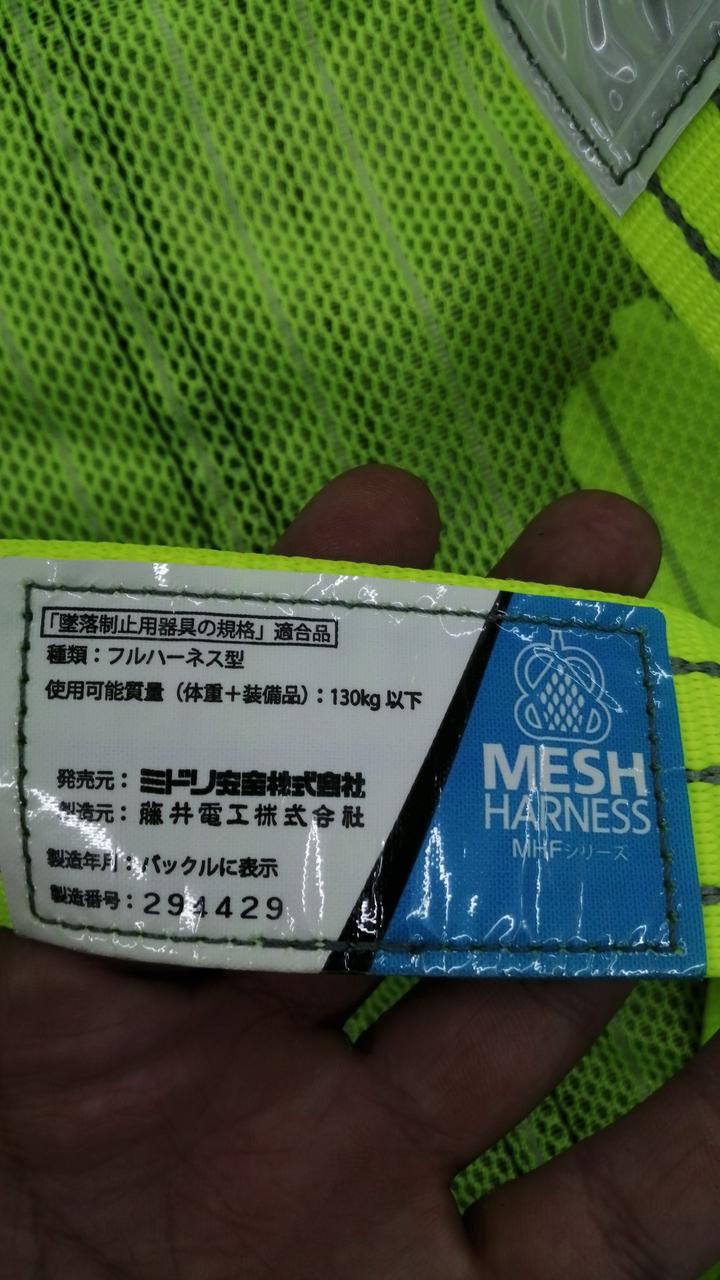 「墜落制止用器具の規格」適合品
種類：フルハーネス型
使用可能質量（体重＋装備品）：130kg 以下
発売元：ミドリ安全株式会社
製造元：藤井電工株式会社
製造年月：バックルに表示
製造番号：294429
MESH
HARNESS
MHFシリーズ